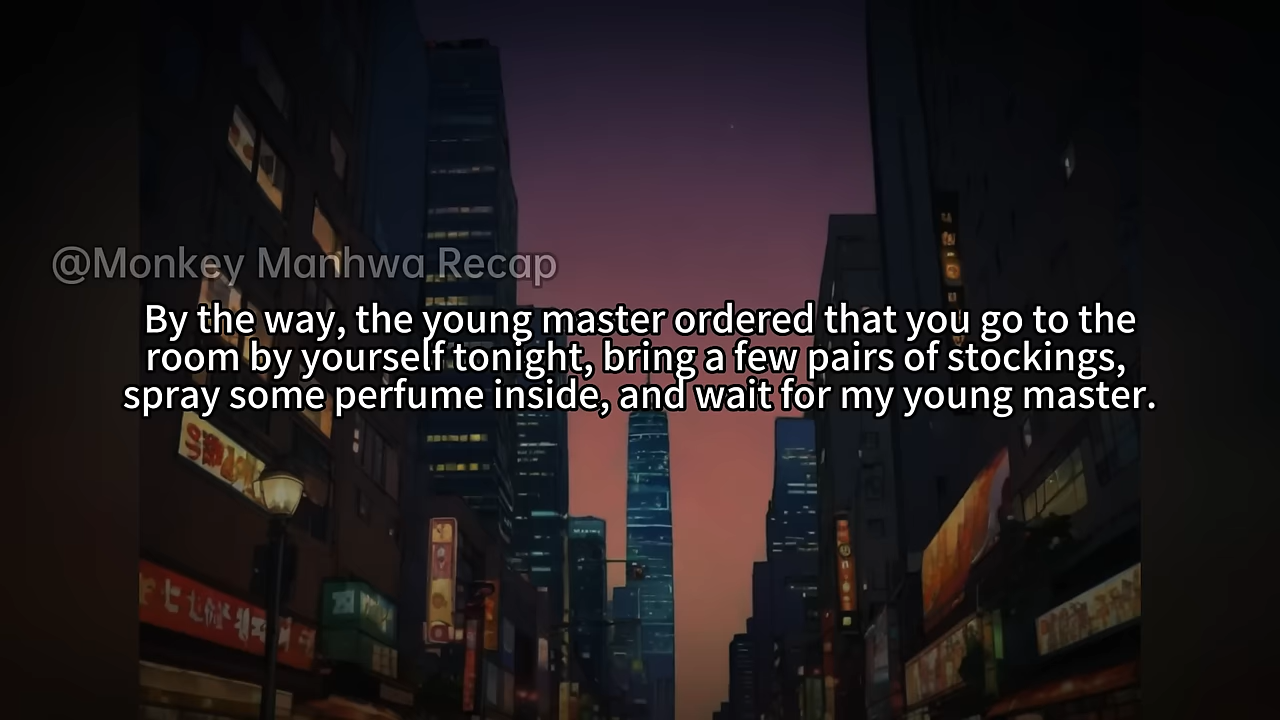 @Monkey Manhwa Recap
By the way, the young master ordered that you go to the
room by yourself tonight, bring a few pairs of stockings,
spray some perfume inside, and wait for my young master.